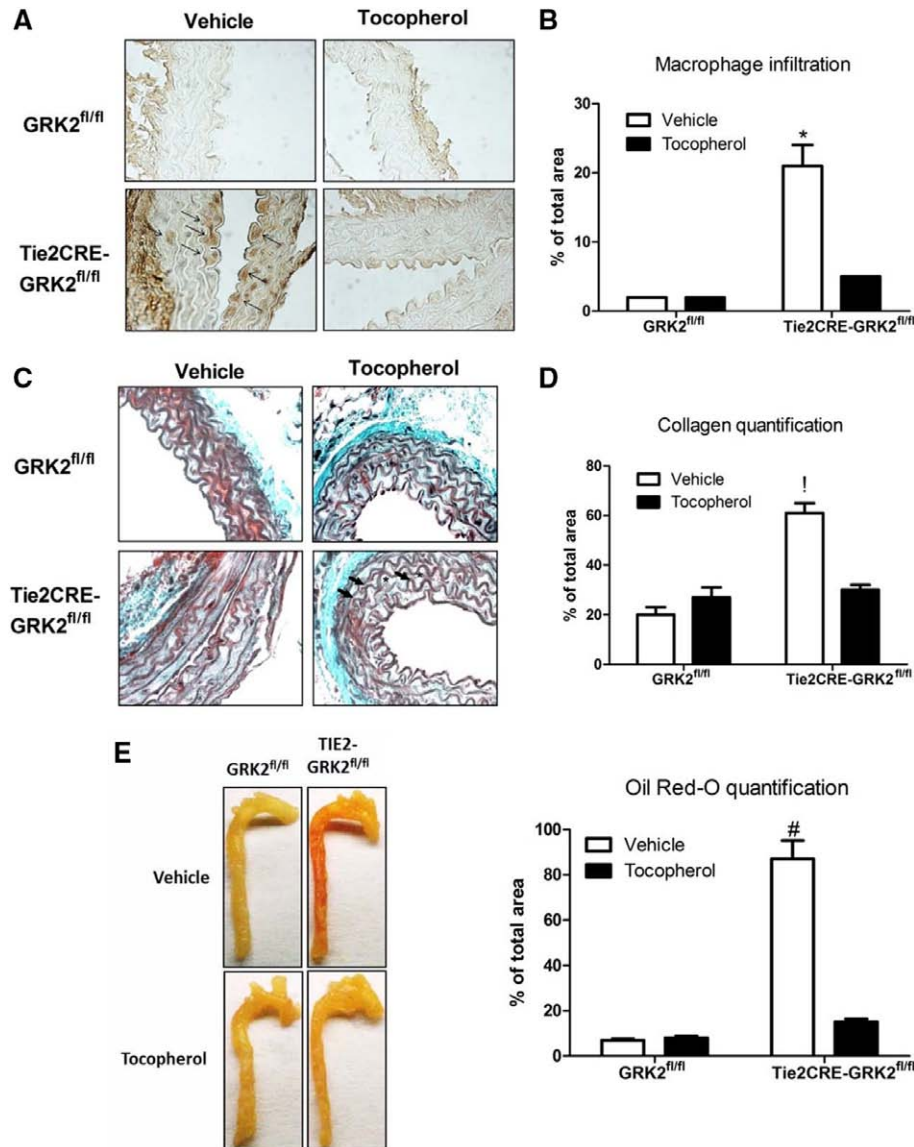 A
Vehicle
Tocopherol
GRK2fl/fl
Tie2CRE-
GRK2fl/fl
B
Macrophage infiltration
Vehicle
Tocopherol
*
% of total area
30
20
10
0
GRK2fl/fl
Tie2CRE-GRK2fl/fl
C
Vehicle
Tocopherol
GRK2fl/fl
Tie2CRE-
GRK2fl/fl
D
Collagen quantification
Vehicle
Tocopherol
!
% of total area
80
60
40
20
0
GRK2fl/fl
Tie2CRE-GRK2fl/fl
E
GRK2fl/fl
TIE2-
GRK2fl/fl
Vehicle
Tocopherol
Oil Red-O quantification
Vehicle
Tocopherol
#
% of total area
100
80
60
40
20
0
GRK2fl/fl
Tie2CRE-GRK2fl/fl